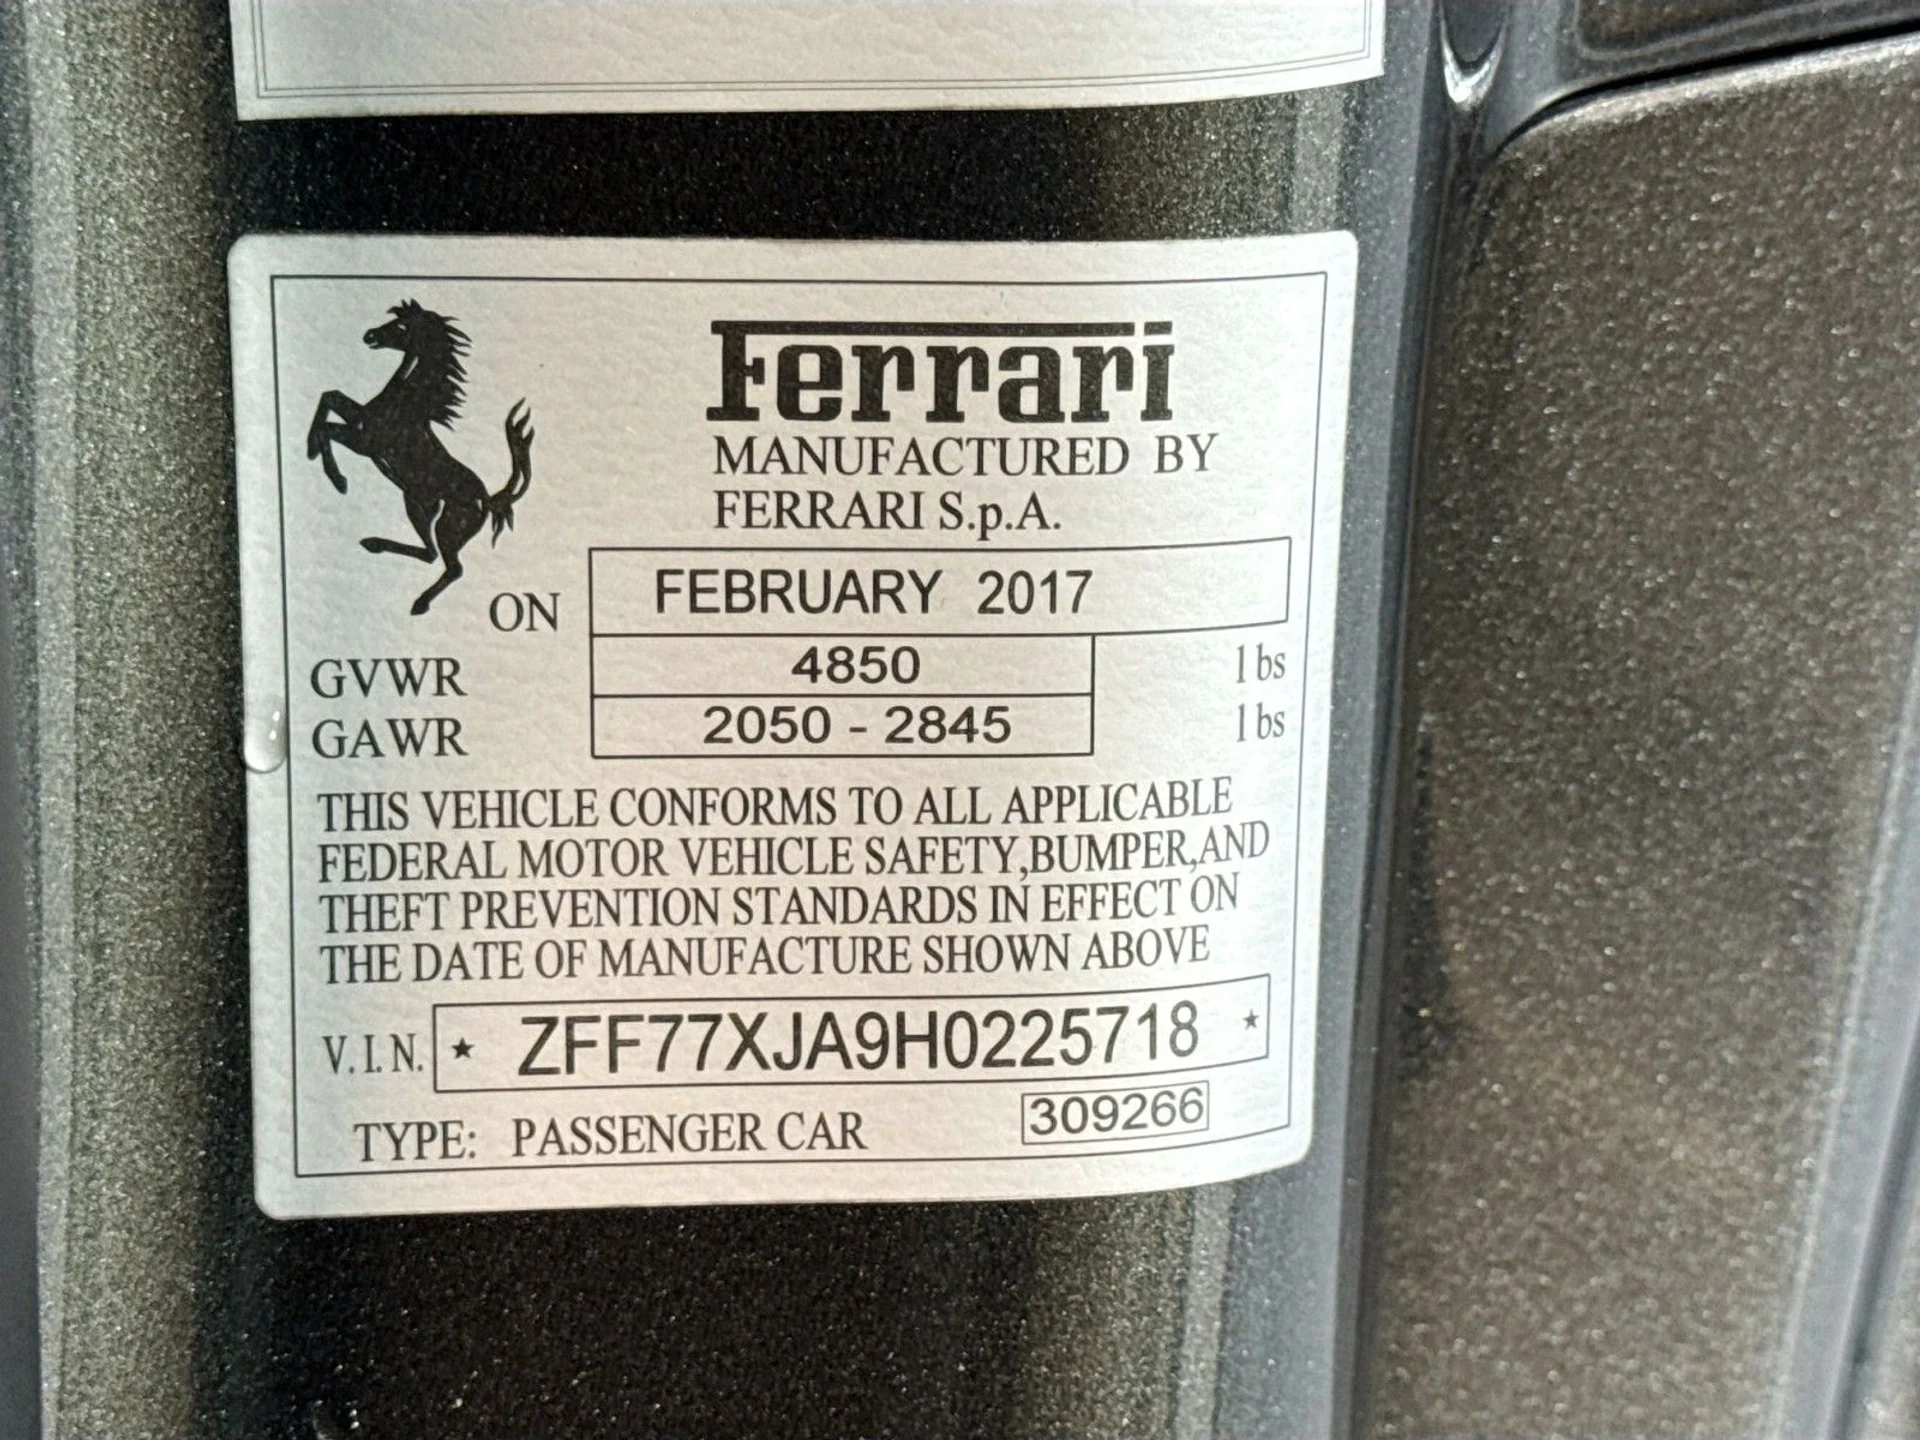 Ferrari
MANUFACTURED BY
FERRARI S.p.A.
ON FEBRUARY 2017
GVWR 4850 lbs
GAWR 2050 - 2845 lbs
THIS VEHICLE CONFORMS TO ALL APPLICABLE
FEDERAL MOTOR VEHICLE SAFETY,BUMPER,AND
THEFT PREVENTION STANDARDS IN EFFECT ON
THE DATE OF MANUFACTURE SHOWN ABOVE
V.I.N. ★ ZFF77XJA9H0225718 ★
TYPE: PASSENGER CAR 309266